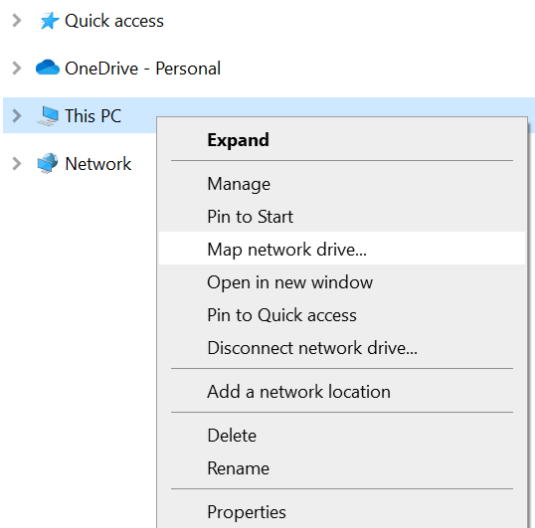 Quick access
OneDrive - Personal
This PC
Network
Expand
Manage
Pin to Start
Map network drive...
Open in new window
Pin to Quick access
Disconnect network drive...
Add a network location
Delete
Rename
Properties